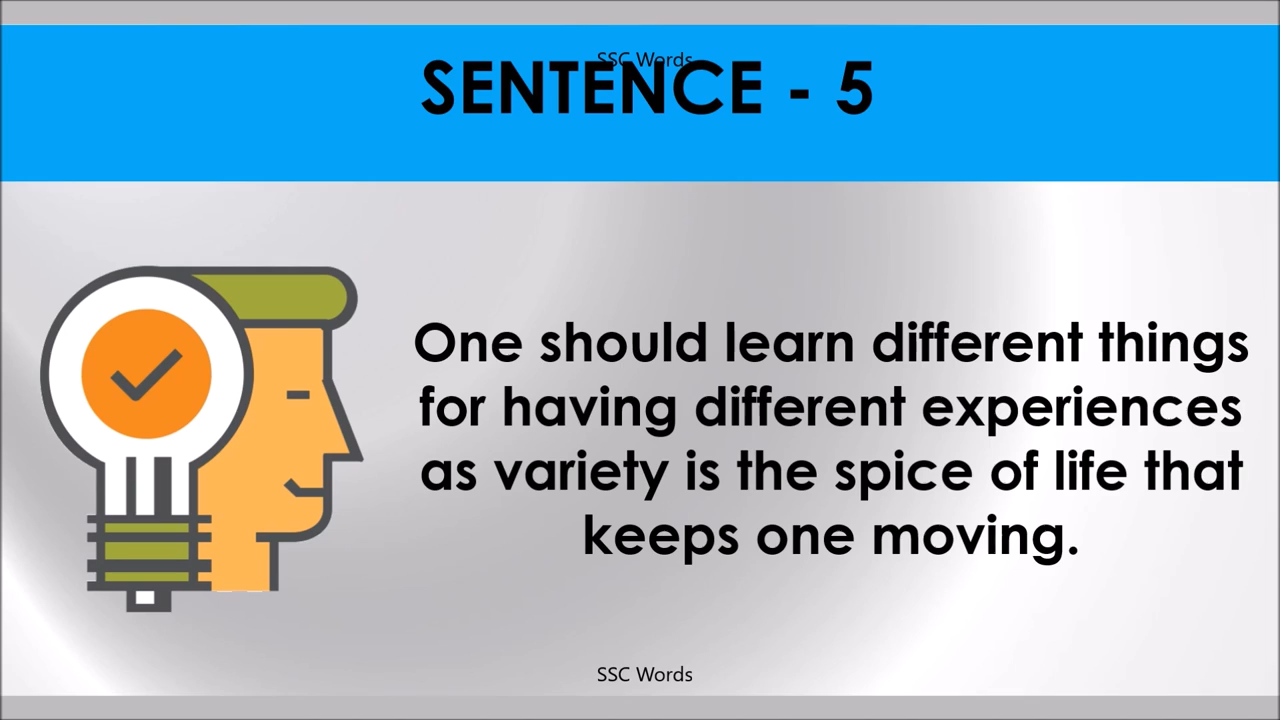 SSC Words
SENTENCE - 5
One should learn different things
for having different experiences
as variety is the spice of life that
keeps one moving.
SSC Words